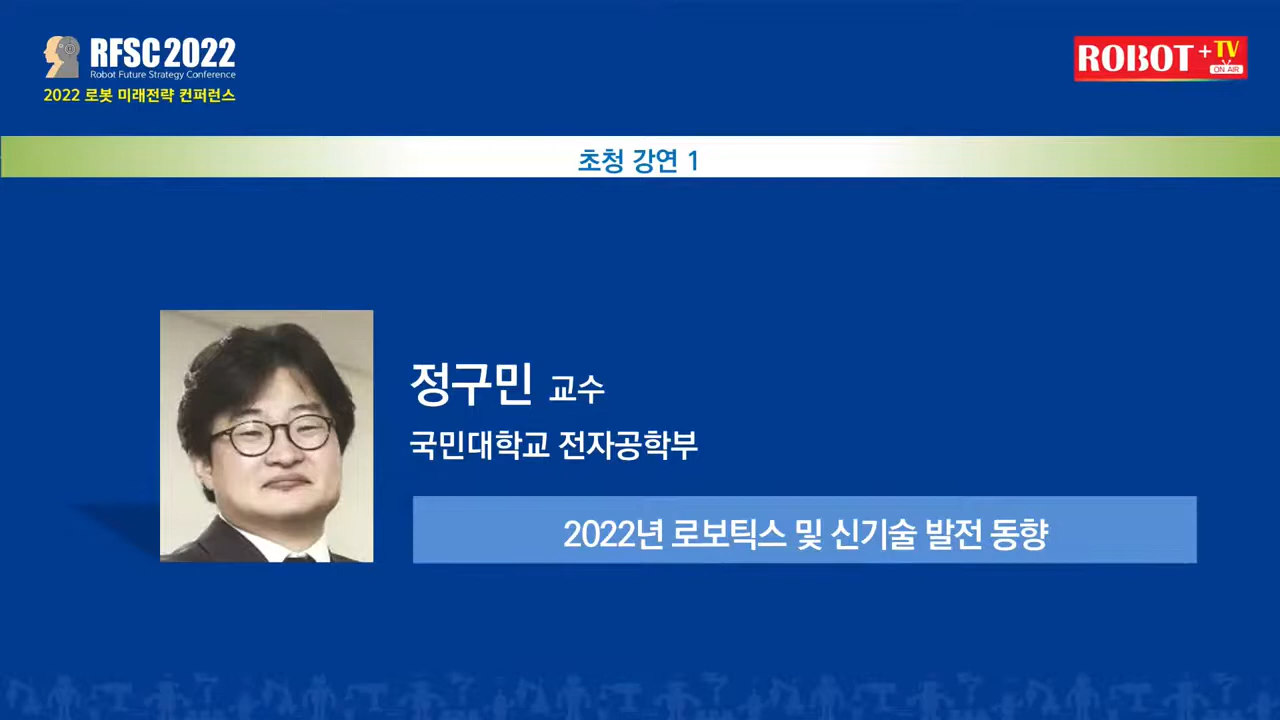 RFSC 2022
Robot Future Strategy Conference
2022 로봇 미래전략 컨퍼런스
ROBOT+TV
ON AIR
초청 강연 1
정구민 교수
국민대학교 전자공학부
2022년 로보틱스 및 신기술 발전 동향